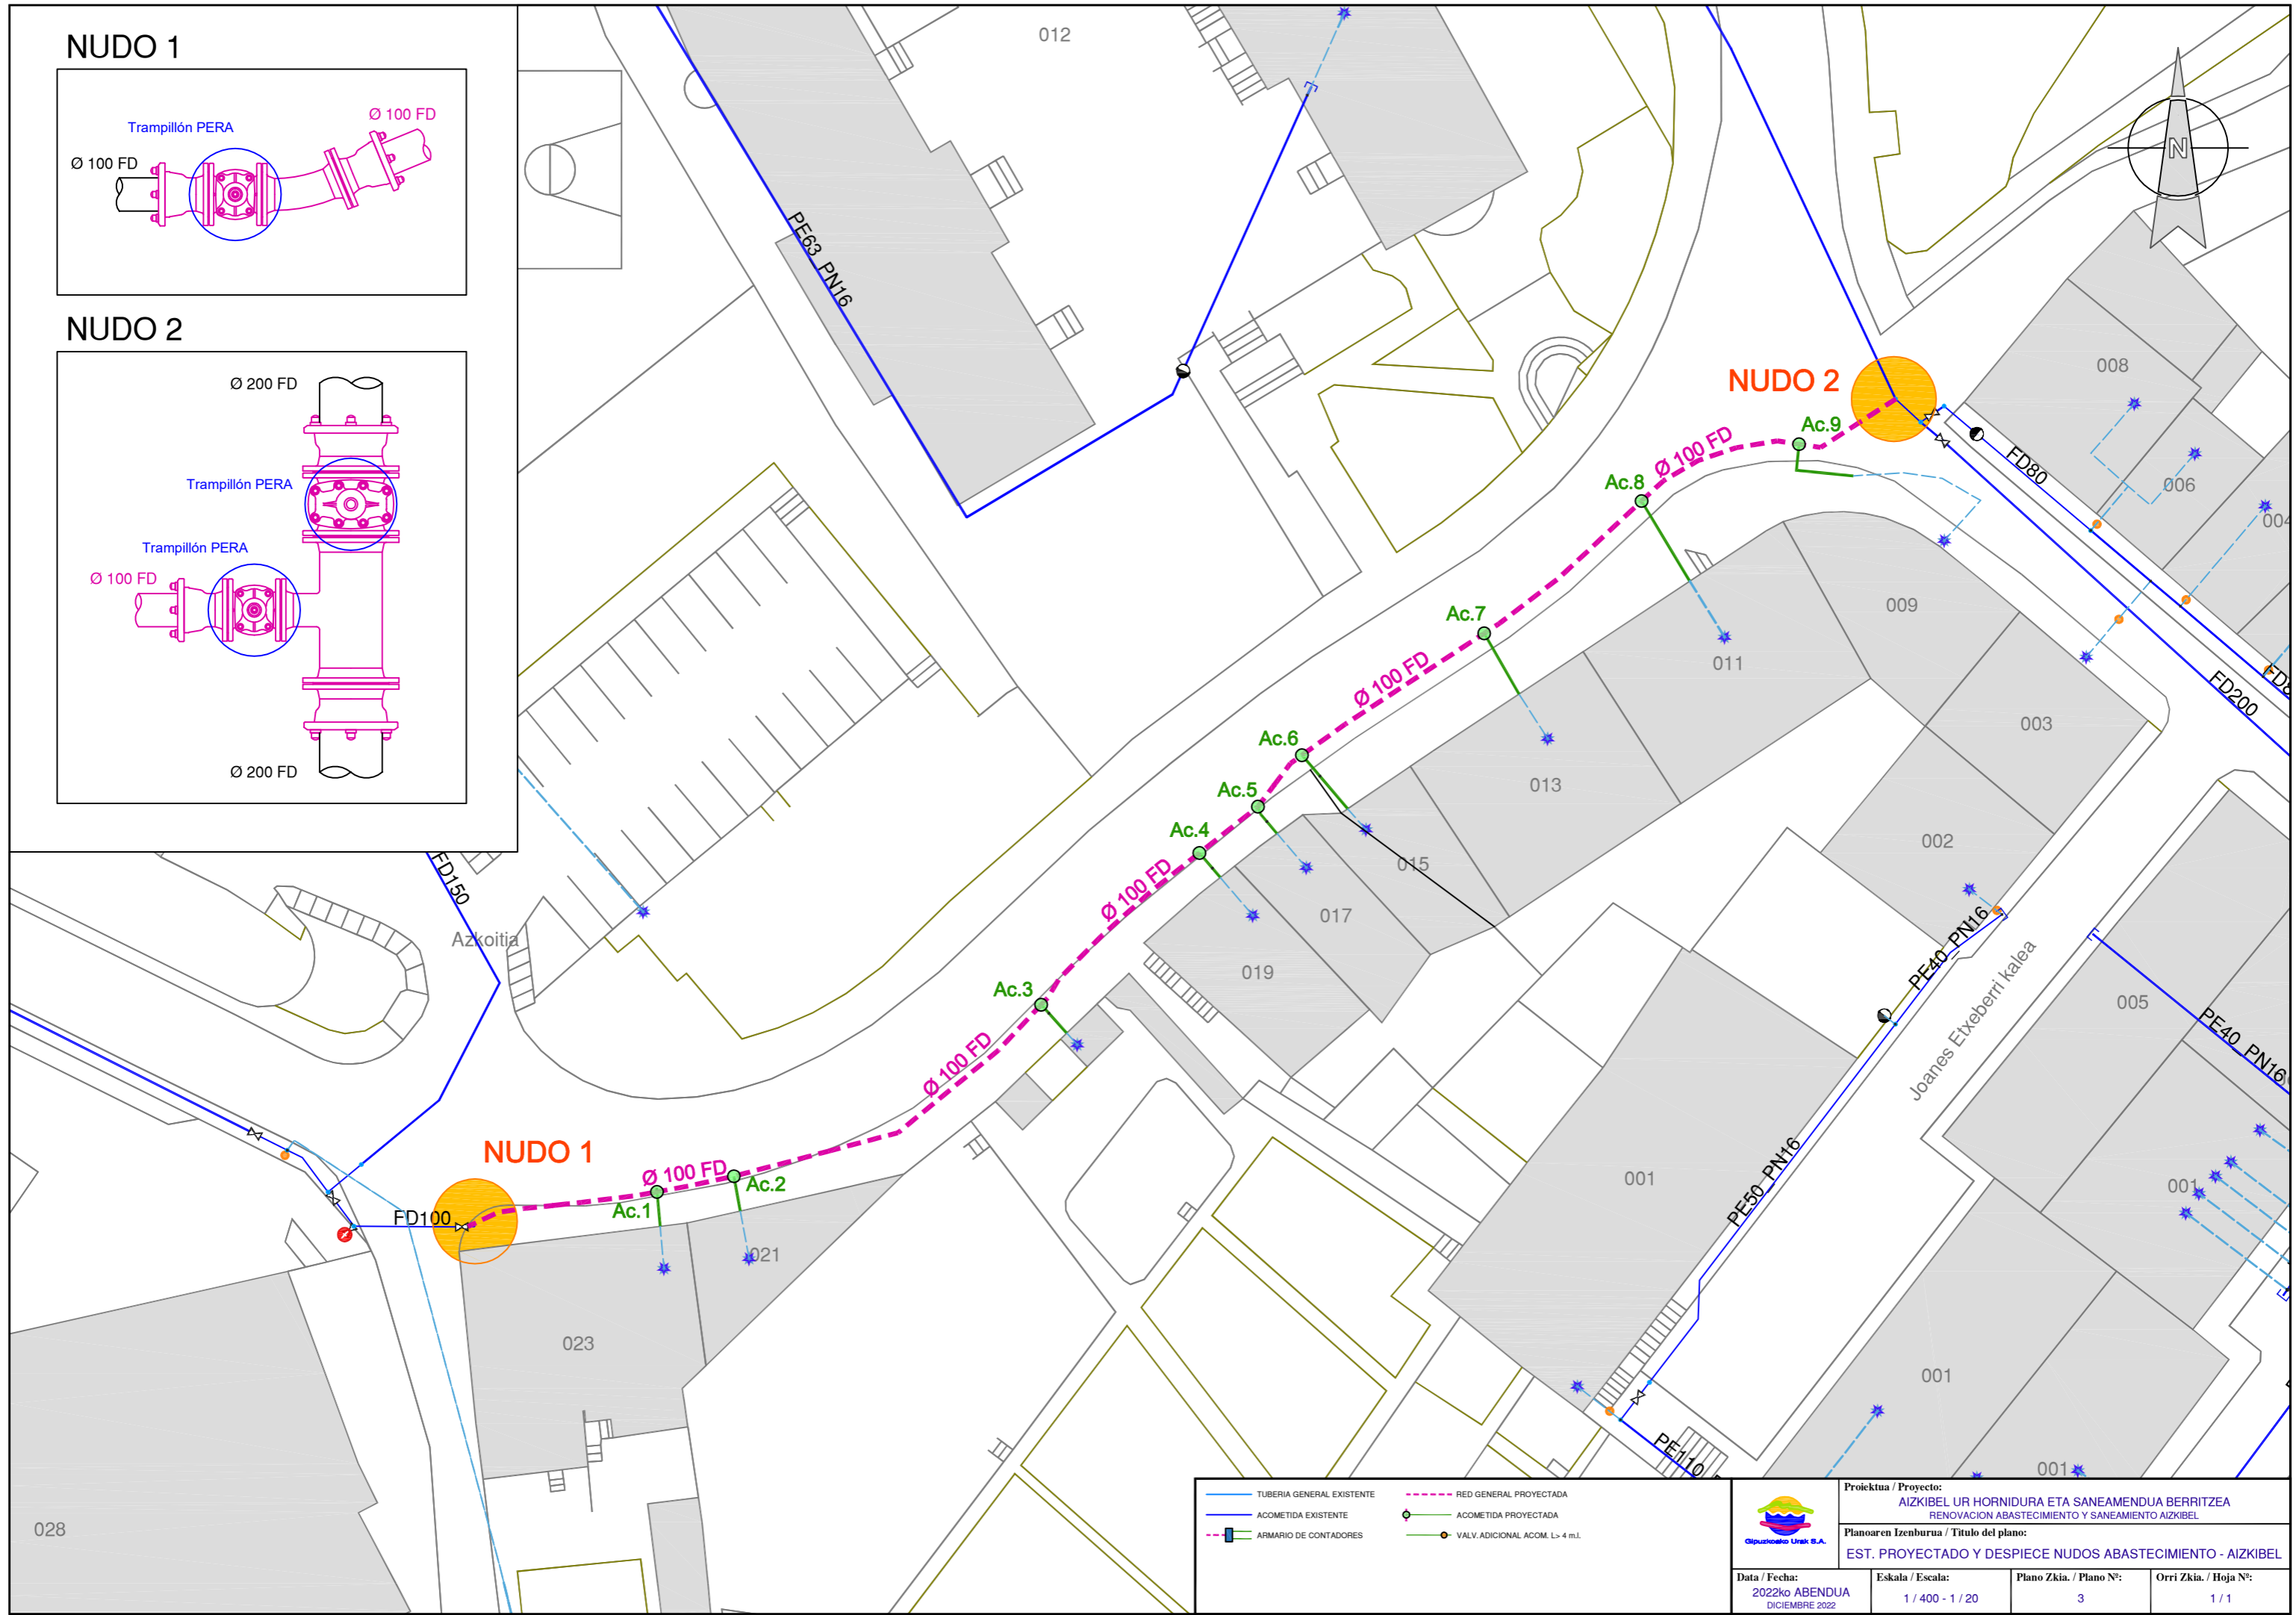 NUDO 1
Trampillón PERA
Ø 100 FD
Ø 100 FD
NUDO 2
Ø 200 FD
Trampillón PERA
Trampillón PERA
Ø 100 FD
Ø 200 FD
012
PE63 PN16
N
NUDO 2
008
006
004
FD80
FD200
Ac.9
Ø 100 FD
Ac.8
009
011
003
002
Ac.7
Ø 100 FD
Ac.6
013
Ac.5
015
Ac.4
017
Ø 100 FD
019
Ac.3
Ø 100 FD
FD150
Azkoitia
PE40 PN16
Joanes Etxeberri kalea
005
PE40 PN16
PE50 PN16
001
001
NUDO 1
FD100
Ø 100 FD
Ac.1
Ac.2
021
023
028
001
001
PE110
TUBERIA GENERAL EXISTENTE
ACOMETIDA EXISTENTE
ARMARIO DE CONTADORES
RED GENERAL PROYECTADA
ACOMETIDA PROYECTADA
VALV.ADICIONAL ACOM. L> 4 m.l.
Gipuzkoako Urak S.A.
Proiektua / Proyecto:
AIZKIBEL UR HORNIDURA ETA SANEAMENDUA BERRITZEA
RENOVACION ABASTECIMIENTO Y SANEAMIENTO AIZKIBEL
Planoaren Izenburua / Titulo del plano:
EST. PROYECTADO Y DESPIECE NUDOS ABASTECIMIENTO - AIZKIBEL
Data / Fecha:
2022ko ABENDUA
DICIEMBRE 2022
Eskala / Escala:
1 / 400 - 1 / 20
Plano Zkia. / Plano Nº:
3
Orri Zkia. / Hoja Nº:
1 / 1